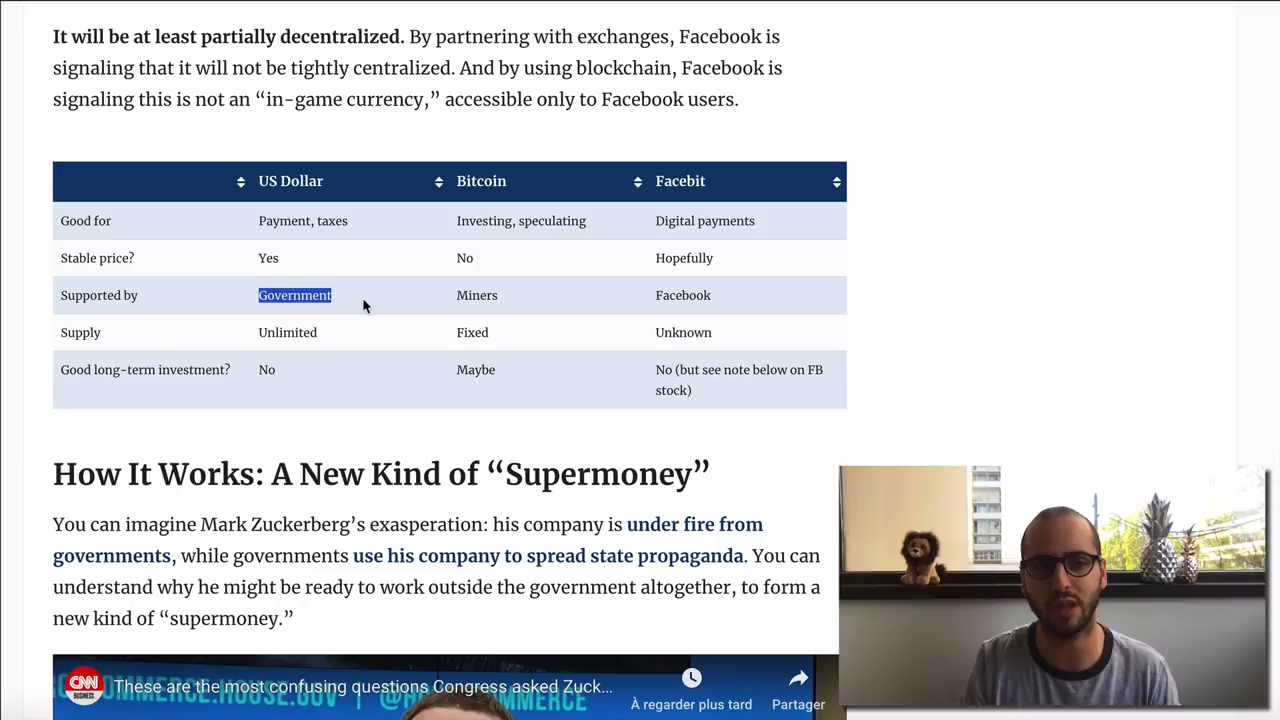 It will be at least partially decentralized. By partnering with exchanges, Facebook is
signaling that it will not be tightly centralized. And by using blockchain, Facebook is
signaling this is not an “in-game currency,” accessible only to Facebook users.
US Dollar Bitcoin Facebit
Good for Payment, taxes Investing, speculating Digital payments
Stable price? Yes No Hopefully
Supported by Government Miners Facebook
Supply Unlimited Fixed Unknown
Good long-term investment? No Maybe No (but see note below on FB
stock)
How It Works: A New Kind of “Supermoney”
You can imagine Mark Zuckerberg’s exasperation: his company is under fire from
governments, while governments use his company to spread state propaganda. You can
understand why he might be ready to work outside the government altogether, to form a
new kind of “supermoney.”
CNN
BUSINESS
These are the most confusing questions Congress asked Zuck...
À regarder plus tard
Partager